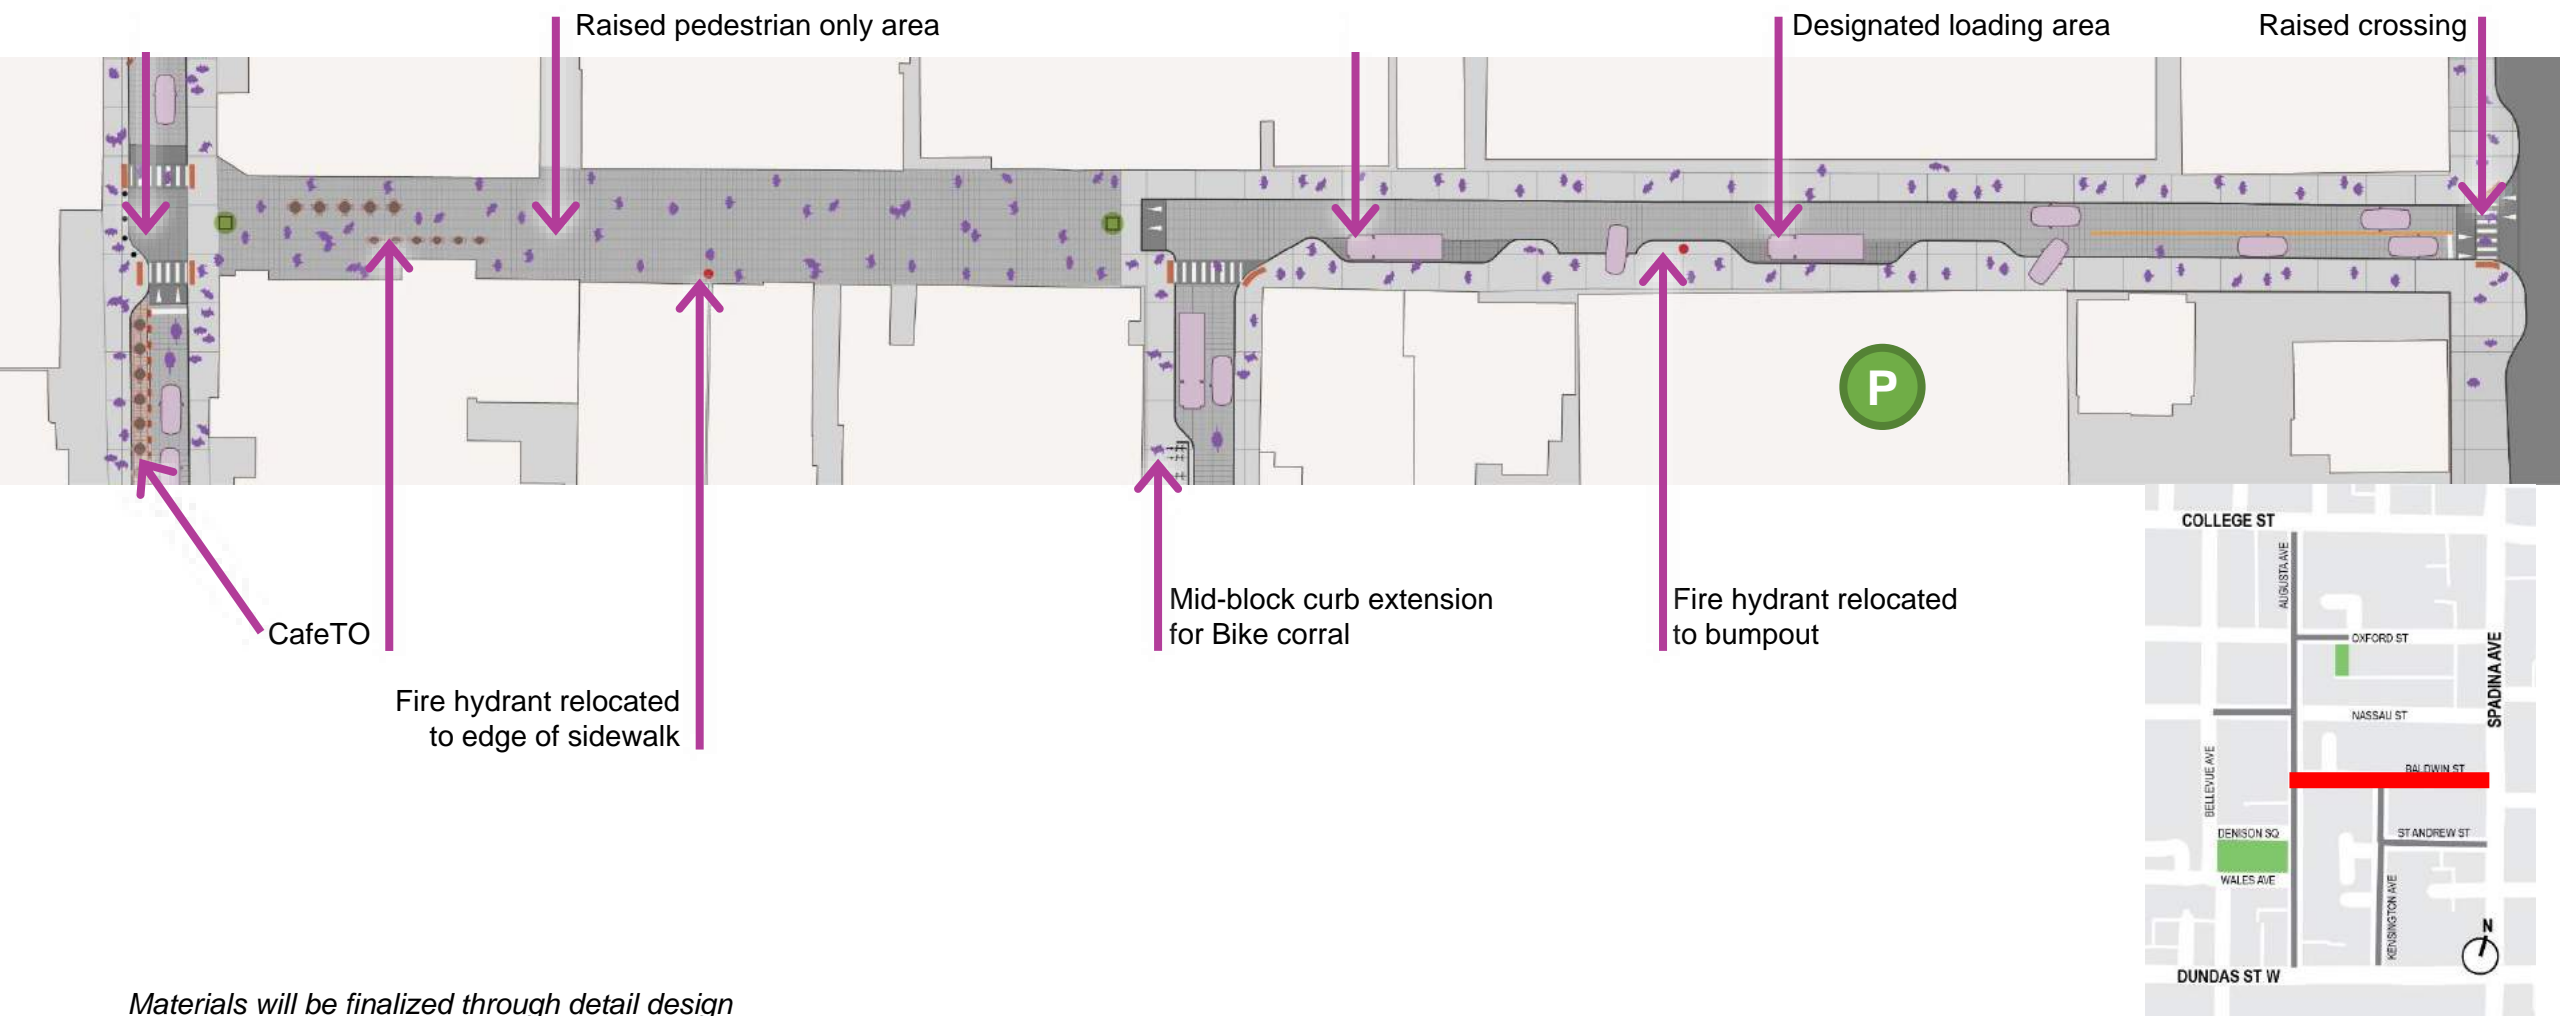 Raised pedestrian only area
Designated loading area
Raised crossing
P
CafeTO
Mid-block curb extension
for Bike corral
Fire hydrant relocated
to bumpout
Fire hydrant relocated
to edge of sidewalk
COLLEGE ST
AUGUSTA AVE
OXFORD ST
SPADINA AVE
NASSAU ST
BELLEVUE AVE
BALDWIN ST
DENISON SQ
ST ANDREW ST
WALES AVE
KENSINGTON AVE
N
DUNDAS ST W
Materials will be finalized through detail design